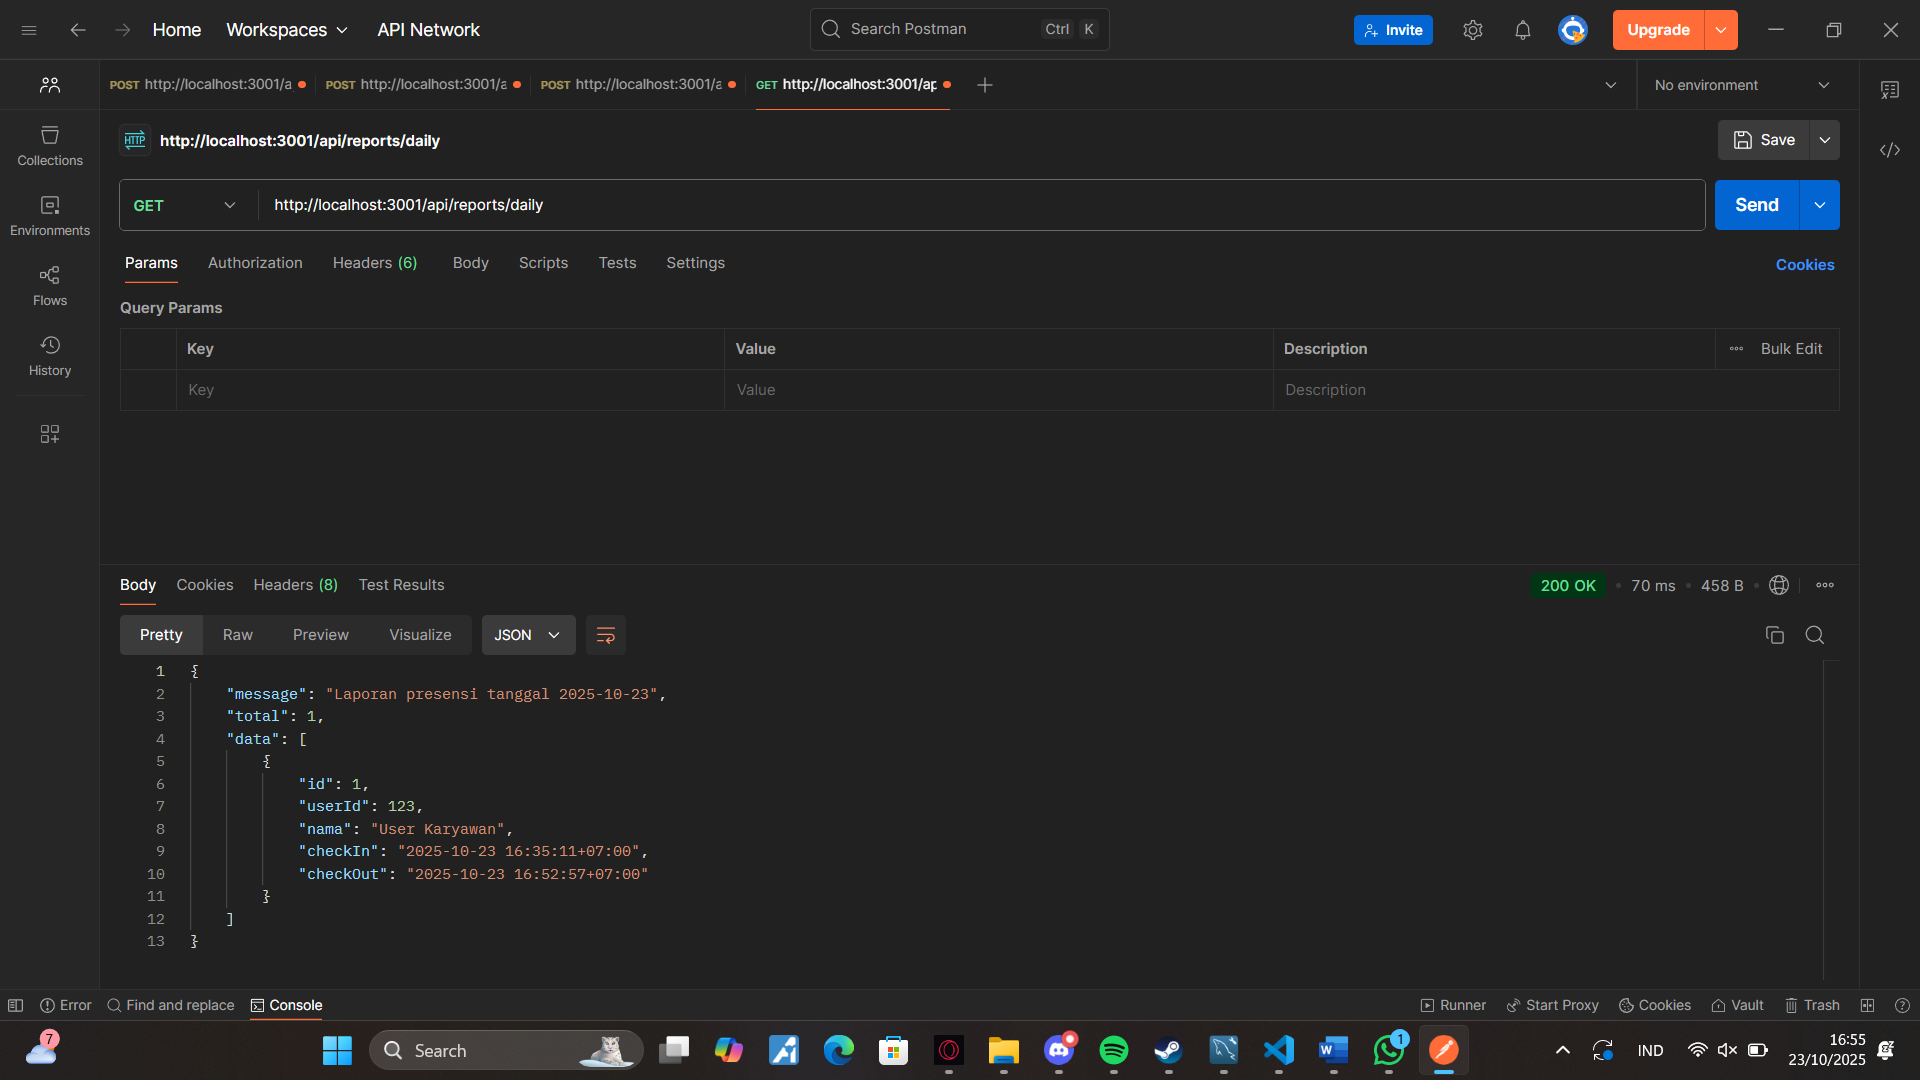 Home Workspaces API Network Search Postman Ctrl K Invite Upgrade
POST http://localhost:3001/a POST http://localhost:3001/a POST http://localhost:3001/a GET http://localhost:3001/ap No environment
HTTP http://localhost:3001/api/reports/daily Save
Collections
GET http://localhost:3001/api/reports/daily Send
Environments
Params Authorization Headers (6) Body Scripts Tests Settings Cookies
Flows
Query Params
Key Value Description Bulk Edit
History
Key Value Description
Body Cookies Headers (8) Test Results 200 OK 70 ms 458 B
Pretty Raw Preview Visualize JSON
1 {
2 "message": "Laporan presensi tanggal 2025-10-23",
3 "total": 1,
4 "data": [
5 {
6 "id": 1,
7 "userId": 123,
8 "nama": "User Karyawan",
9 "checkIn": "2025-10-23 16:35:11+07:00",
10 "checkOut": "2025-10-23 16:52:57+07:00"
11 }
12 ]
13 }
Error Find and replace Console Runner Start Proxy Cookies Vault Trash
7 Search 1 IND 16:55
23/10/2025